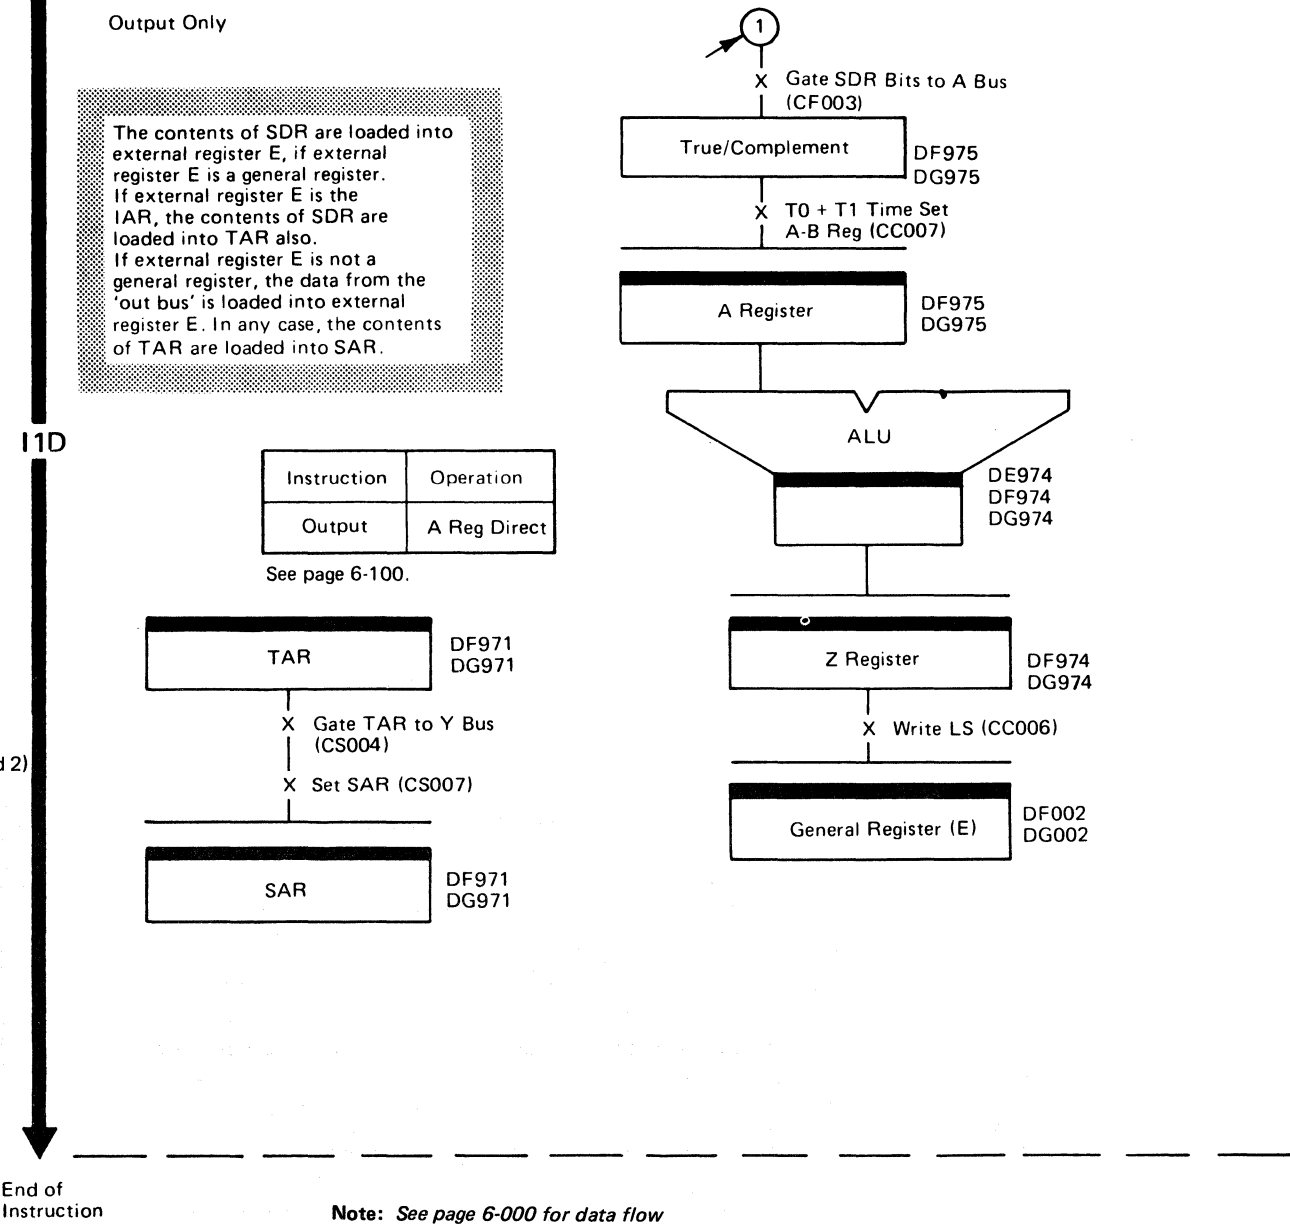 Output Only
The contents of SDR are loaded into
external register E, if external
register E is a general register.
If external register E is the
IAR, the contents of SDR are
loaded into TAR also.
If external register E is not a
general register, the data from the
'out bus' is loaded into external
register E. In any case, the contents
of TAR are loaded into SAR.
I1D
Instruction Operation
Output A Reg Direct
See page 6-100.
TAR
DF971
DG971
X Gate TAR to Y Bus
(CS004)
X Set SAR (CS007)
SAR
DF971
DG971
d 2)
1
X Gate SDR Bits to A Bus
(CF003)
True/Complement
DF975
DG975
X T0 + T1 Time Set
A-B Reg (CC007)
A Register
DF975
DG975
ALU
DE974
DF974
DG974
Z Register
DF974
DG974
X Write LS (CC006)
General Register (E)
DF002
DG002
End of
Instruction
Note: See page 6-000 for data flow